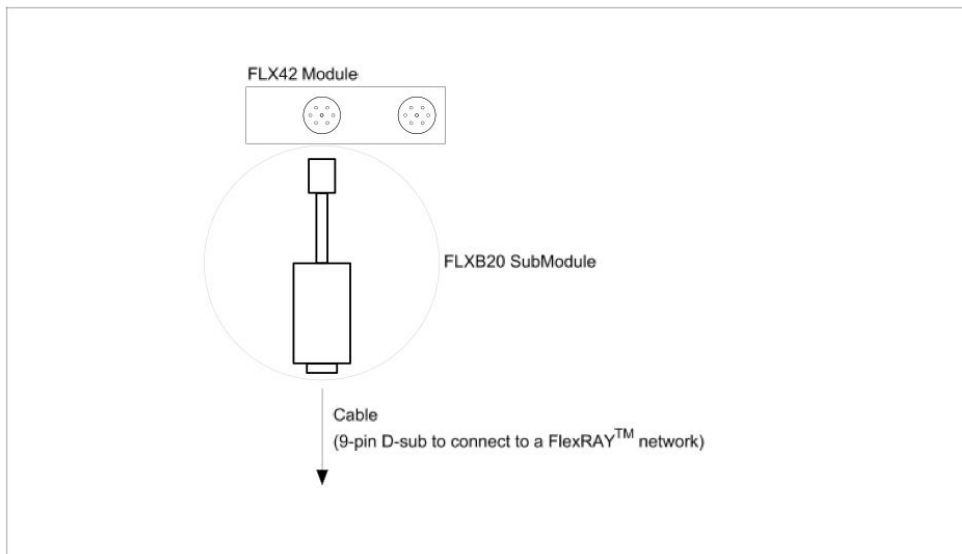 FLX42 Module
FLXB20 SubModule
Cable
(9-pin D-sub to connect to a FlexRAY™ network)